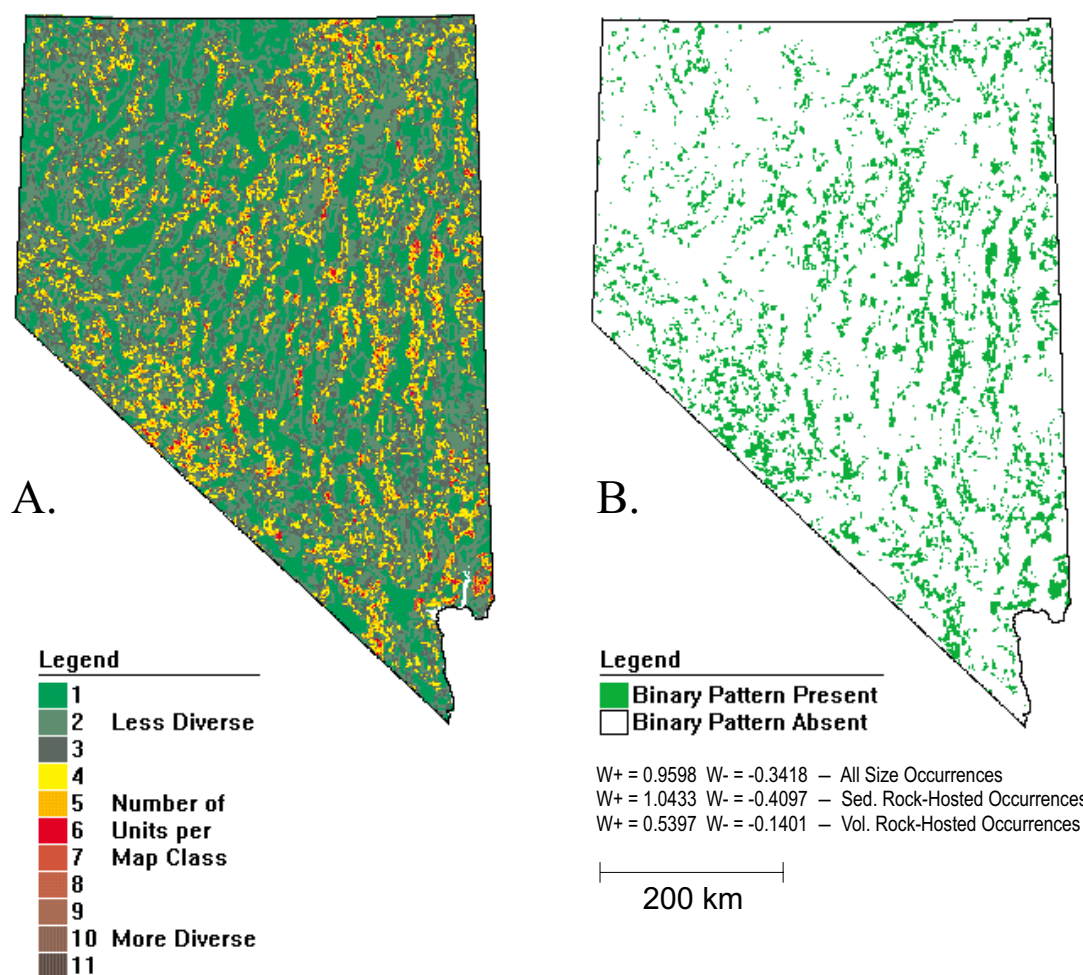 A.
Legend
1
2 Less Diverse
3
4
5 Number of
6 Units per
7 Map Class
8
9
10 More Diverse
11
B.
Legend
Binary Pattern Present
Binary Pattern Absent
W+ = 0.9598 W- = -0.3418 – All Size Occurrences
W+ = 1.0433 W- = -0.4097 – Sed. Rock-Hosted Occurrences
W+ = 0.5397 W- = -0.1401 – Vol. Rock-Hosted Occurrences
200 km